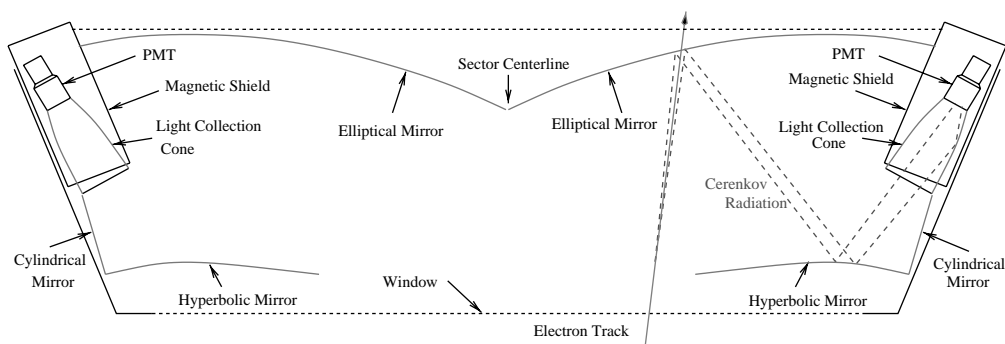 PMT
Magnetic Shield
Light Collection
Cone
Elliptical Mirror
Sector Centerline
Elliptical Mirror
PMT
Magnetic Shield
Light Collection
Cone
Cerenkov
Radiation
Cylindrical
Mirror
Hyperbolic Mirror
Window
Electron Track
Hyperbolic Mirror
Cylindrical
Mirror